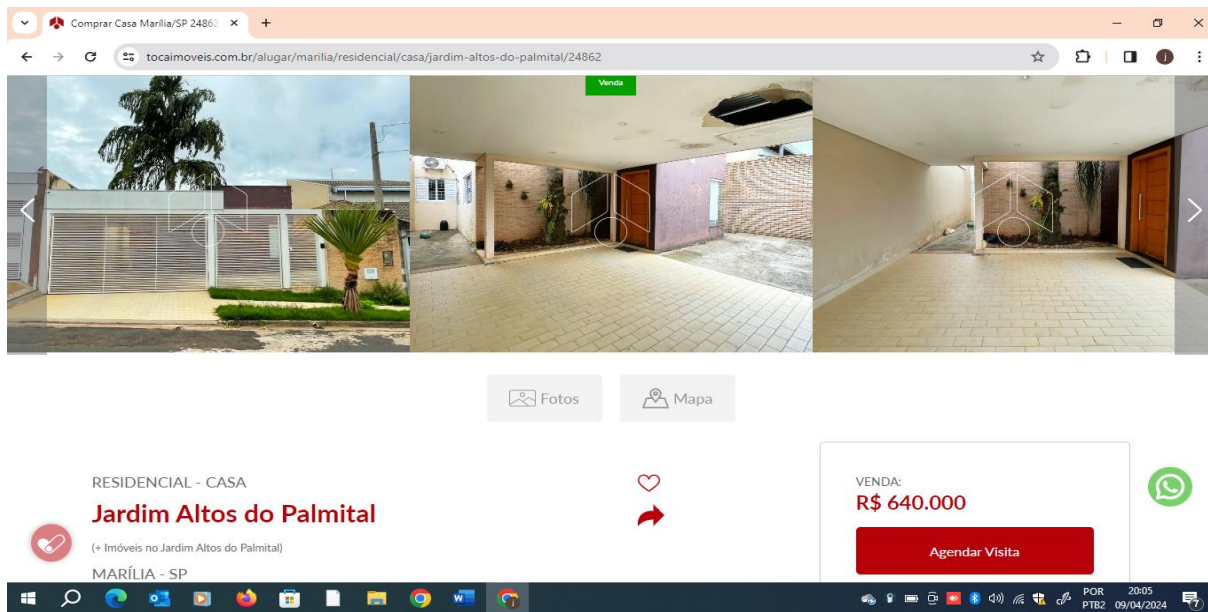 Comprar Casa Marília/SP 24862
tocaimoveis.com.br/alugar/marilia/residencial/casa/jardim-altos-do-palmital/24862
j
Venda
Fotos
Mapa
RESIDENCIAL - CASA
Jardim Altos do Palmital
(+ Imóveis no Jardim Altos do Palmital)
MARÍLIA - SP
VENDA:
R$ 640.000
Agendar Visita
POR
PTB2
20:05
09/04/2024
7